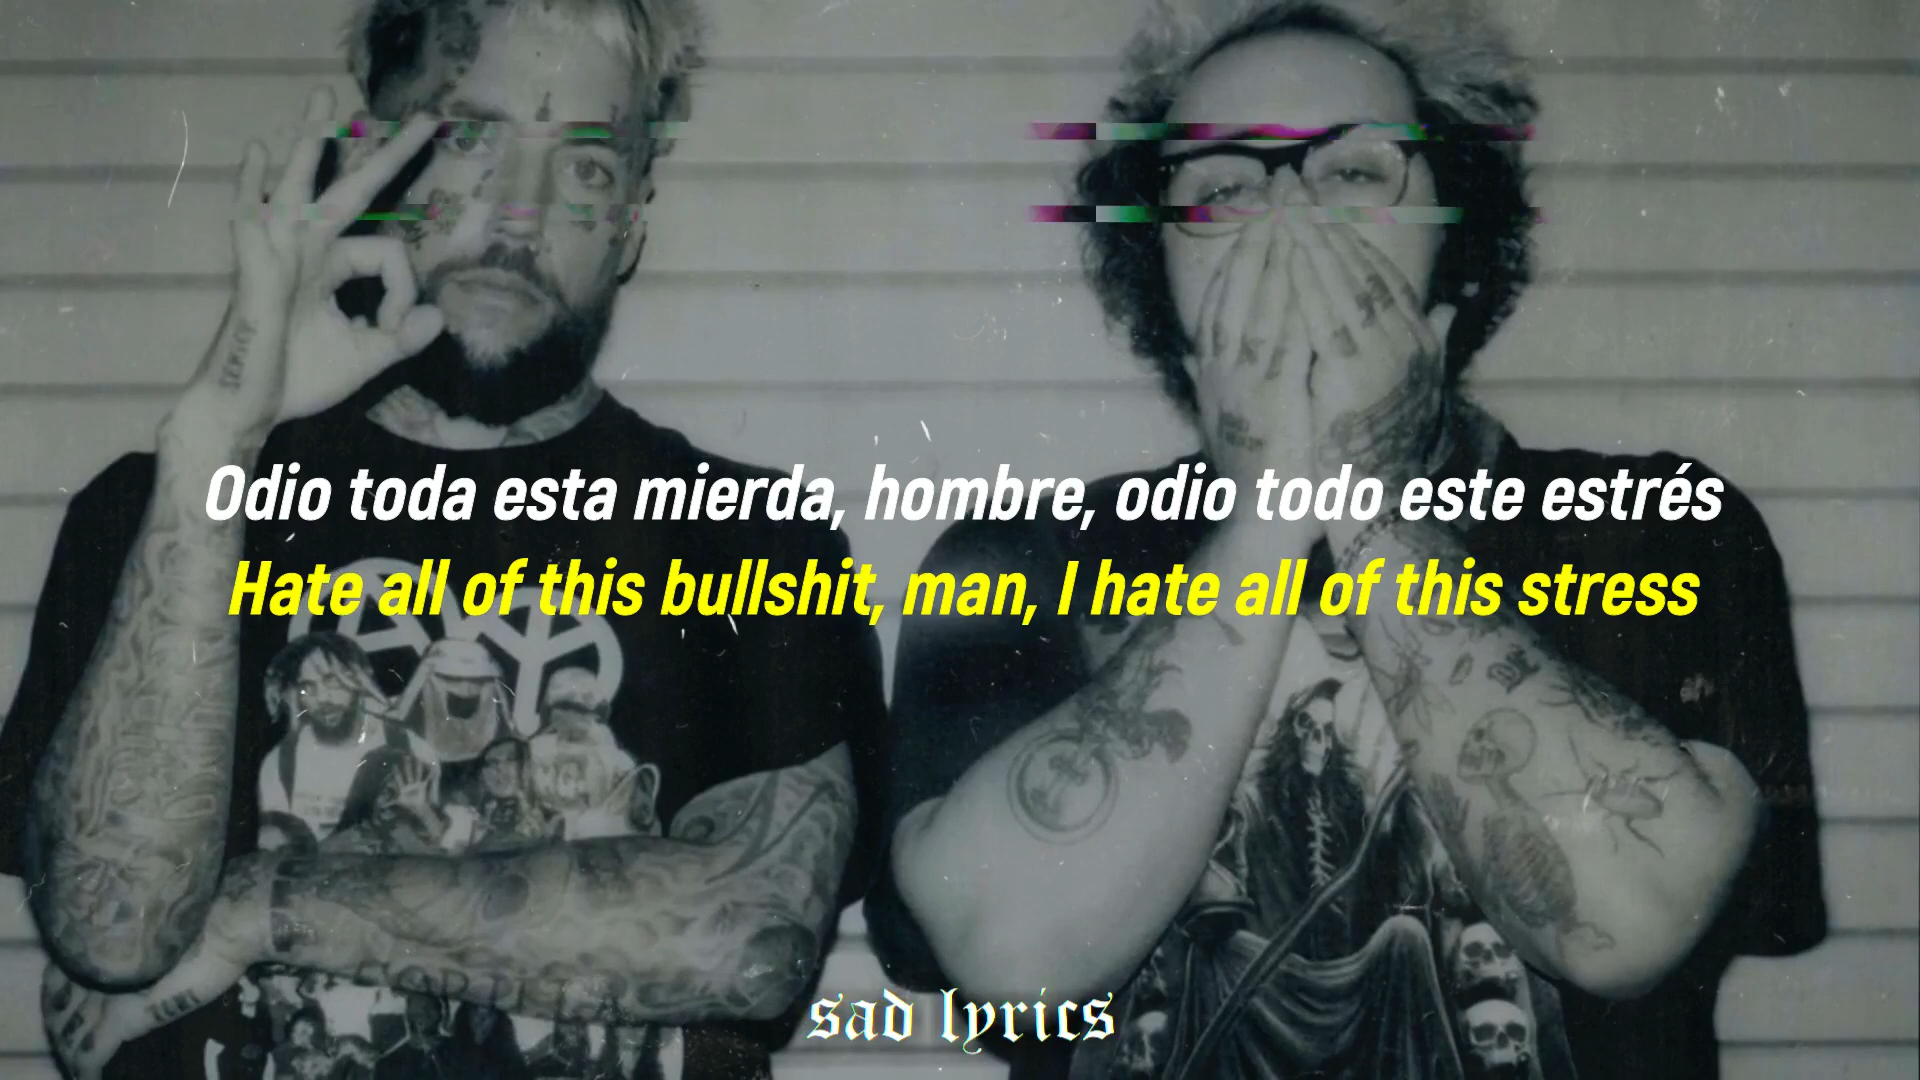 Odio toda esta mierda, hombre, odio todo este estrés
Hate all of this bullshit, man, I hate all of this stress
sad lyrics